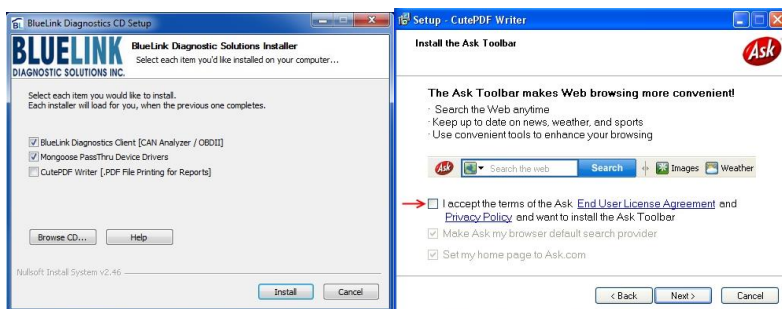 BlueLink Diagnostics CD Setup
BLUELINK
DIAGNOSTIC SOLUTIONS INC.
BlueLink Diagnostic Solutions Installer
Select each item you'd like installed on your computer...
Select each item you would like to install.
Each installer will load for you, when the previous one completes.
BlueLink Diagnostics Client [CAN Analyzer / OBDII]
Mongoose PassThru Device Drivers
CutePDF Writer [.PDF File Printing for Reports]
Browse CD...
Help
Nullsoft Install System v2.46
Install
Cancel
Setup - CutePDF Writer
Install the Ask Toolbar
Ask
The Ask Toolbar makes Web browsing more convenient!
· Search the Web anytime
· Keep up to date on news, weather, and sports
· Use convenient tools to enhance your browsing
Ask Search the web Search Images Weather
I accept the terms of the Ask End User License Agreement and
Privacy Policy and want to install the Ask Toolbar
Make Ask my browser default search provider
Set my home page to Ask.com
< Back
Next >
Cancel